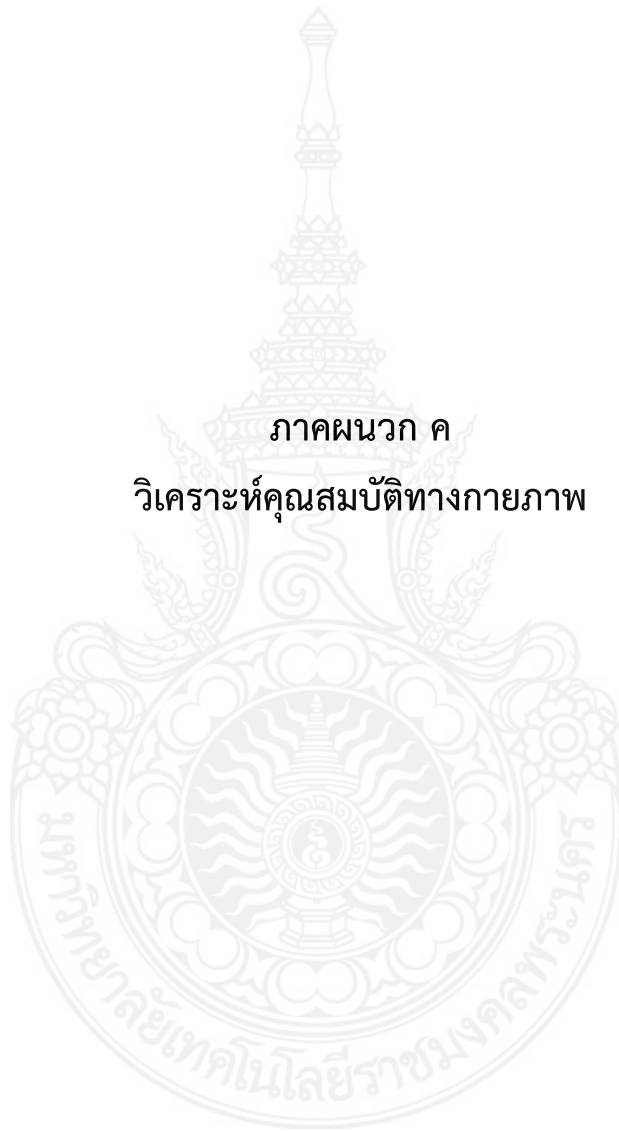 ภาคผนวก ค
วิเคราะห์คุณสมบัติทางกายภาพ
มหาวิทยาลัยเทคโนโลยีราชมงคลพระนคร